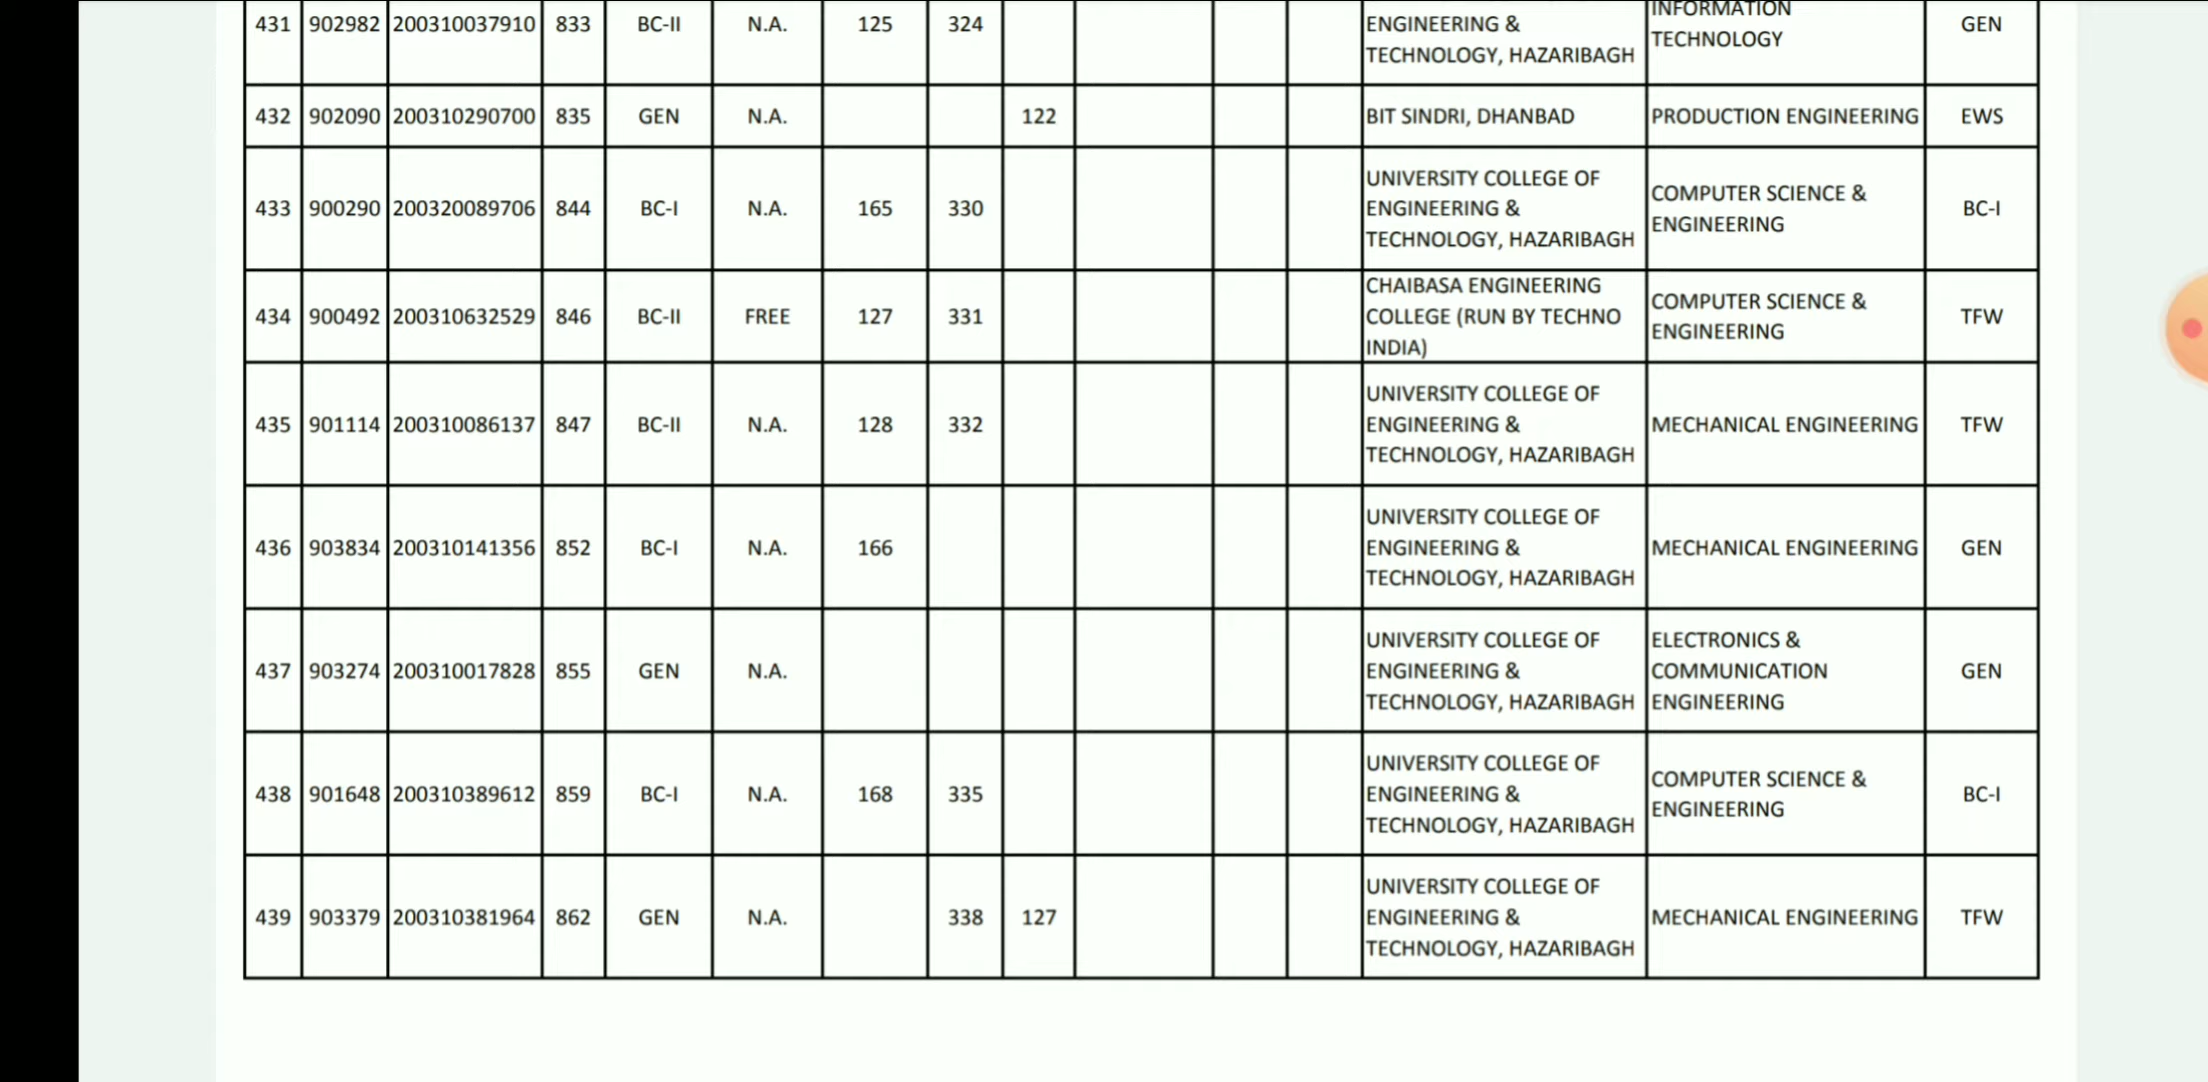 INFORMATION
431 902982 200310037910 833 BC-II N.A. 125 324 ENGINEERING & TECHNOLOGY GEN
TECHNOLOGY, HAZARIBAGH
432 902090 200310290700 835 GEN N.A. 122 BIT SINDRI, DHANBAD PRODUCTION ENGINEERING EWS
UNIVERSITY COLLEGE OF
433 900290 200320089706 844 BC-I N.A. 165 330 ENGINEERING & COMPUTER SCIENCE & BC-I
TECHNOLOGY, HAZARIBAGH ENGINEERING
CHAIBASA ENGINEERING
434 900492 200310632529 846 BC-II FREE 127 331 COLLEGE (RUN BY TECHNO COMPUTER SCIENCE & TFW
INDIA) ENGINEERING
UNIVERSITY COLLEGE OF
435 901114 200310086137 847 BC-II N.A. 128 332 ENGINEERING & MECHANICAL ENGINEERING TFW
TECHNOLOGY, HAZARIBAGH
UNIVERSITY COLLEGE OF
436 903834 200310141356 852 BC-I N.A. 166 ENGINEERING & MECHANICAL ENGINEERING GEN
TECHNOLOGY, HAZARIBAGH
UNIVERSITY COLLEGE OF ELECTRONICS &
437 903274 200310017828 855 GEN N.A. ENGINEERING & COMMUNICATION GEN
TECHNOLOGY, HAZARIBAGH ENGINEERING
UNIVERSITY COLLEGE OF
438 901648 200310389612 859 BC-I N.A. 168 335 ENGINEERING & COMPUTER SCIENCE & BC-I
TECHNOLOGY, HAZARIBAGH ENGINEERING
UNIVERSITY COLLEGE OF
439 903379 200310381964 862 GEN N.A. 338 127 ENGINEERING & MECHANICAL ENGINEERING TFW
TECHNOLOGY, HAZARIBAGH